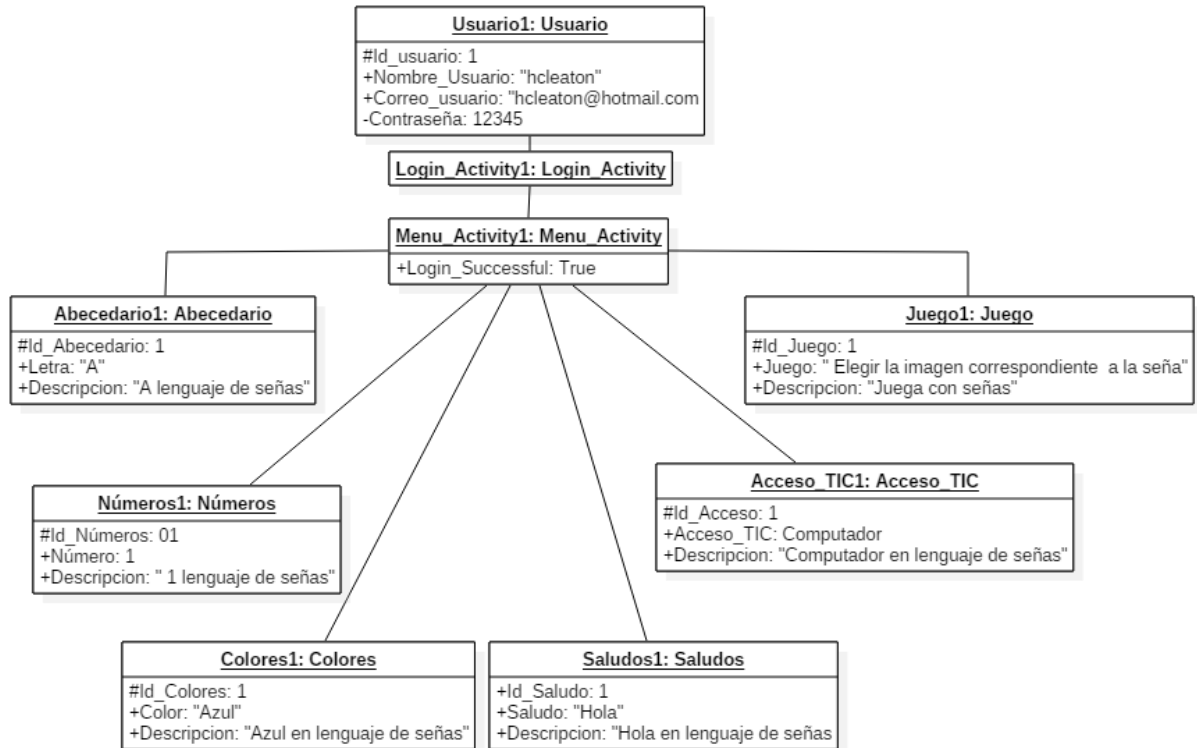 Usuario1: Usuario
#Id_usuario: 1
+Nombre_Usuario: "hcleaton"
+Correo_usuario: "hcleaton@hotmail.com
-Contraseña: 12345
Login_Activity1: Login_Activity
Menu_Activity1: Menu_Activity
+Login_Successful: True
Abecedario1: Abecedario
#Id_Abecedario: 1
+Letra: "A"
+Descripcion: "A lenguaje de señas"
Juego1: Juego
#Id_Juego: 1
+Juego: " Elegir la imagen correspondiente  a la seña"
+Descripcion: "Juega con señas"
Números1: Números
#Id_Números: 01
+Número: 1
+Descripcion: " 1 lenguaje de señas"
Acceso_TIC1: Acceso_TIC
#Id_Acceso: 1
+Acceso_TIC: Computador
+Descripcion: "Computador en lenguaje de señas"
Colores1: Colores
#Id_Colores: 1
+Color: "Azul"
+Descripcion: "Azul en lenguaje de señas"
Saludos1: Saludos
+Id_Saludo: 1
+Saludo: "Hola"
+Descripcion: "Hola en lenguaje de señas